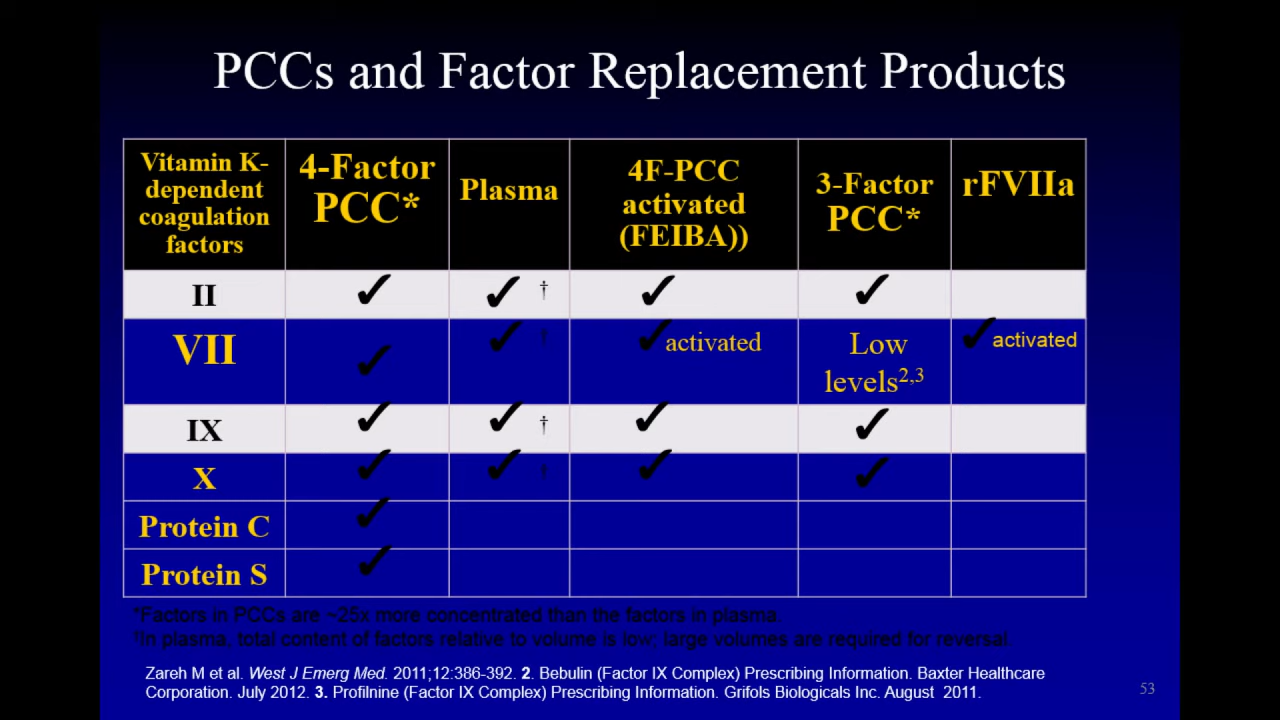 PCCs and Factor Replacement Products
Vitamin K-
dependent
coagulation
factors
4-Factor
PCC*
Plasma
4F-PCC
activated
(FEIBA))
3-Factor
PCC*
rFVIIa
II ✓ ✓ † ✓ ✓
VII ✓ ✓ † ✓ activated Low ✓ activated
levels2,3
IX ✓ ✓ † ✓ ✓
X ✓ ✓ † ✓ ✓
Protein C ✓
Protein S ✓
*Factors in PCCs are ~25x more concentrated than the factors in plasma.
†In plasma, total content of factors relative to volume is low; large volumes are required for reversal.
Zareh M et al. West J Emerg Med. 2011;12:386-392. 2. Bebulin (Factor IX Complex) Prescribing Information. Baxter Healthcare
Corporation. July 2012. 3. Profilnine (Factor IX Complex) Prescribing Information. Grifols Biologicals Inc. August 2011.
53